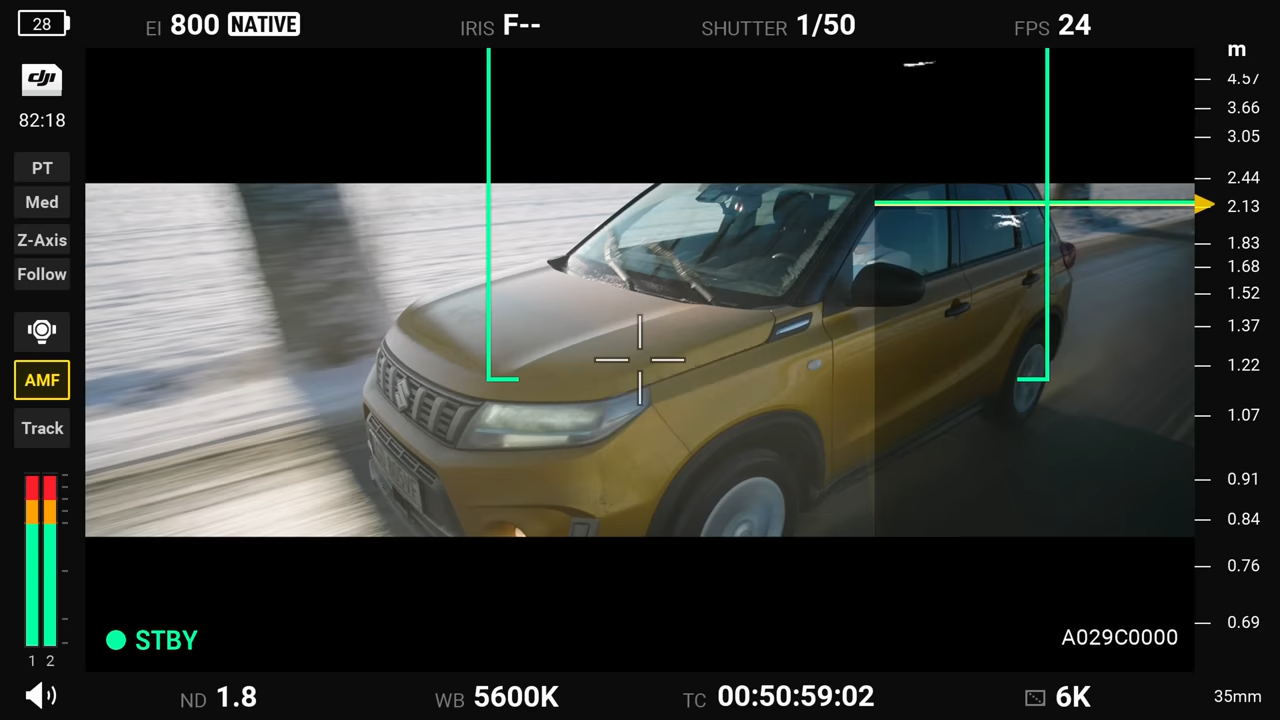 28
EI 800 NATIVE
IRIS F--
SHUTTER 1/50
FPS 24
dji
82:18
PT
Med
Z-Axis
Follow
AMF
Track
1 2
m
4.57
3.66
3.05
2.44
2.13
1.83
1.68
1.52
1.37
1.22
1.07
0.91
0.84
0.76
0.69
STBY
A029C0000
ND 1.8
WB 5600K
TC 00:50:59:02
6K
35mm